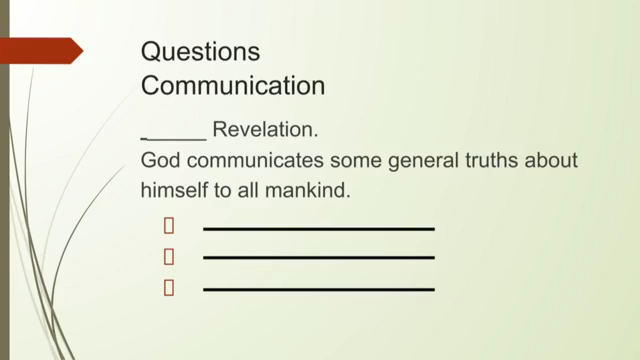 Questions
Communication
______ Revelation.
God communicates some general truths about
himself to all mankind.